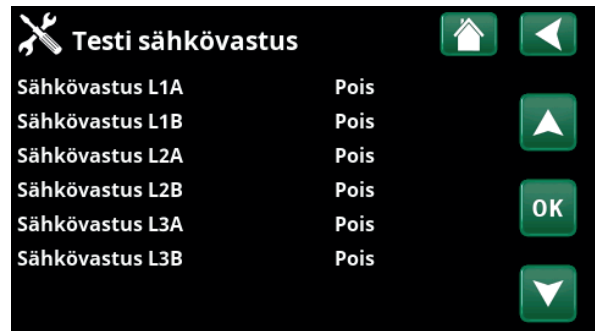 Testi sähkövastus
Sähkövastus L1A Pois
Sähkövastus L1B Pois
Sähkövastus L2A Pois
Sähkövastus L2B Pois
Sähkövastus L3A Pois
Sähkövastus L3B Pois
OK